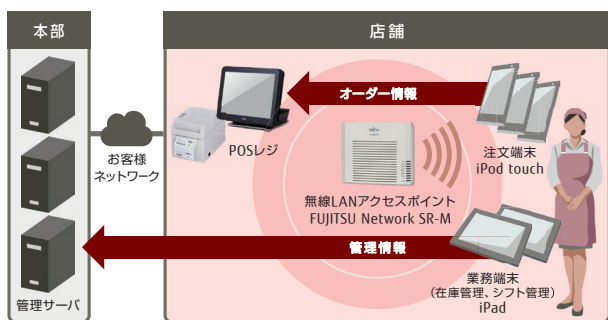 本部
店舗
オーダー情報
POSレジ
注文端末
iPod touch
お客様
ネットワーク
無線LANアクセスポイント
FUJITSU Network SR-M
管理情報
管理サーバ
業務端末
（在庫管理、シフト管理）
iPad